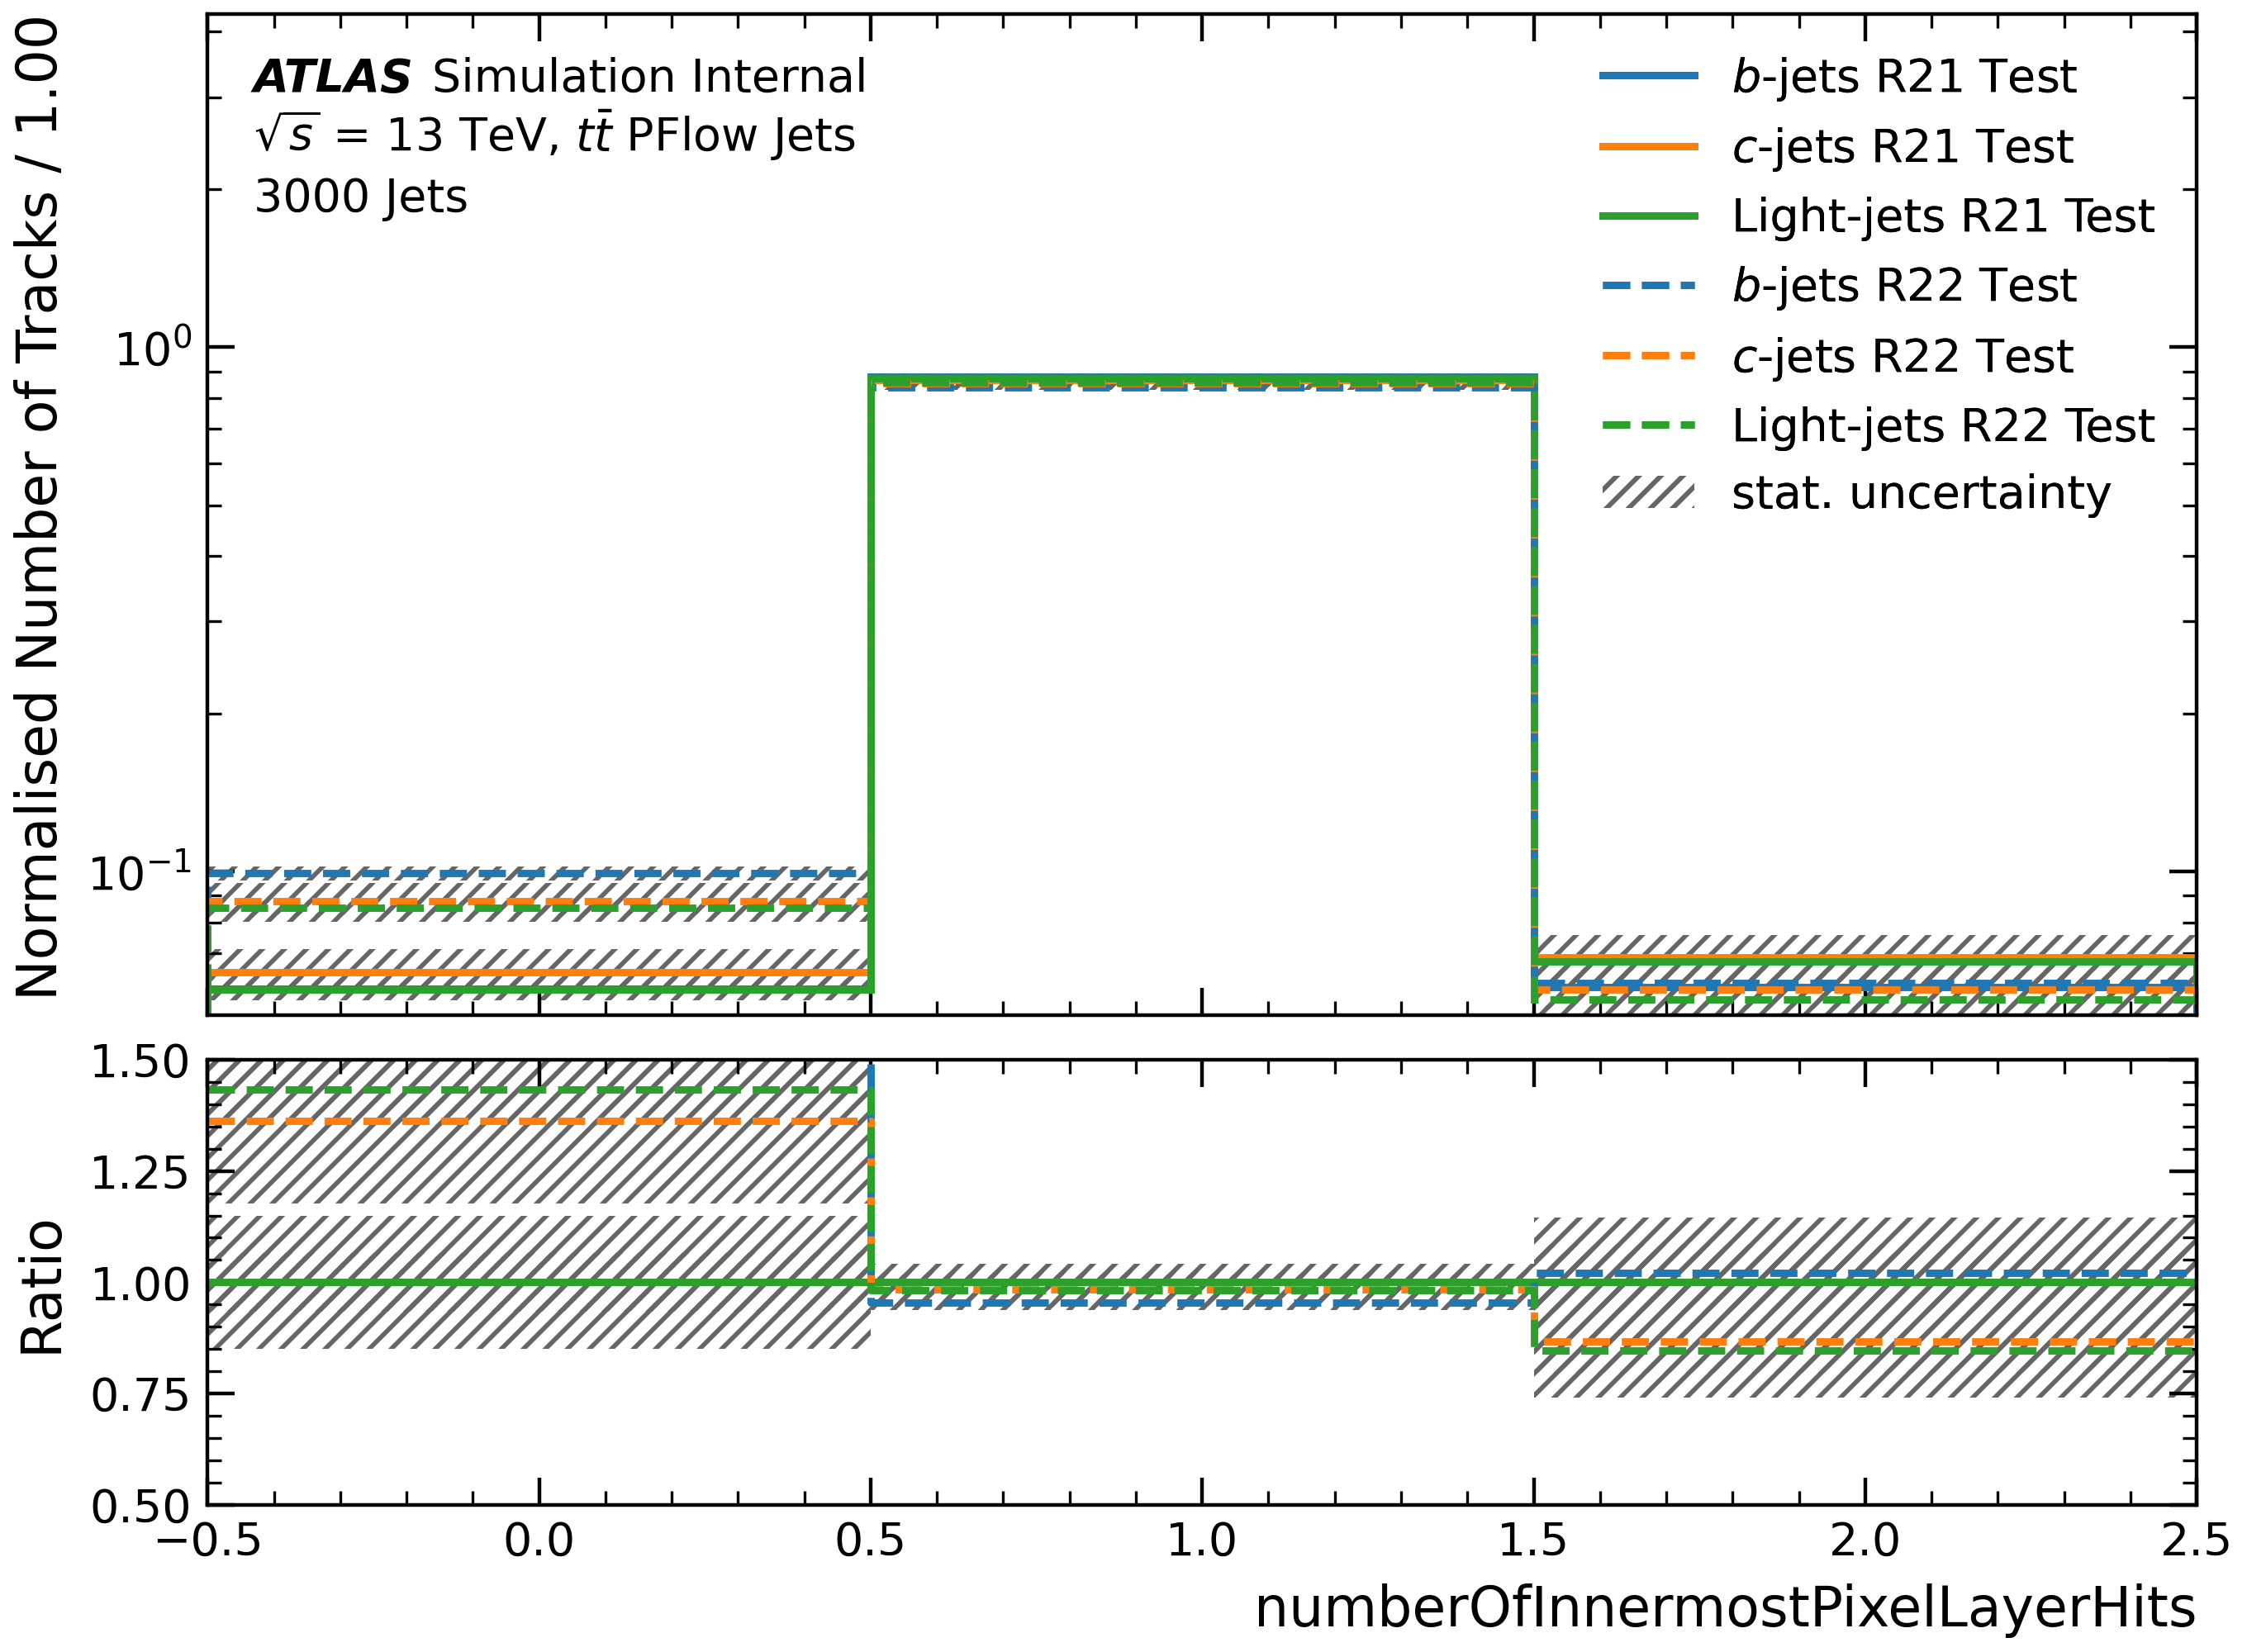 Normalised Number of Tracks / 1.00
ATLAS Simulation Internal
√s = 13 TeV, tt̄ PFlow Jets
3000 Jets
b-jets R21 Test
c-jets R21 Test
Light-jets R21 Test
b-jets R22 Test
c-jets R22 Test
Light-jets R22 Test
stat. uncertainty
10⁰
10⁻¹
Ratio
1.50
1.25
1.00
0.75
0.50
−0.5 0.0 0.5 1.0 1.5 2.0 2.5
numberOfInnermostPixelLayerHits